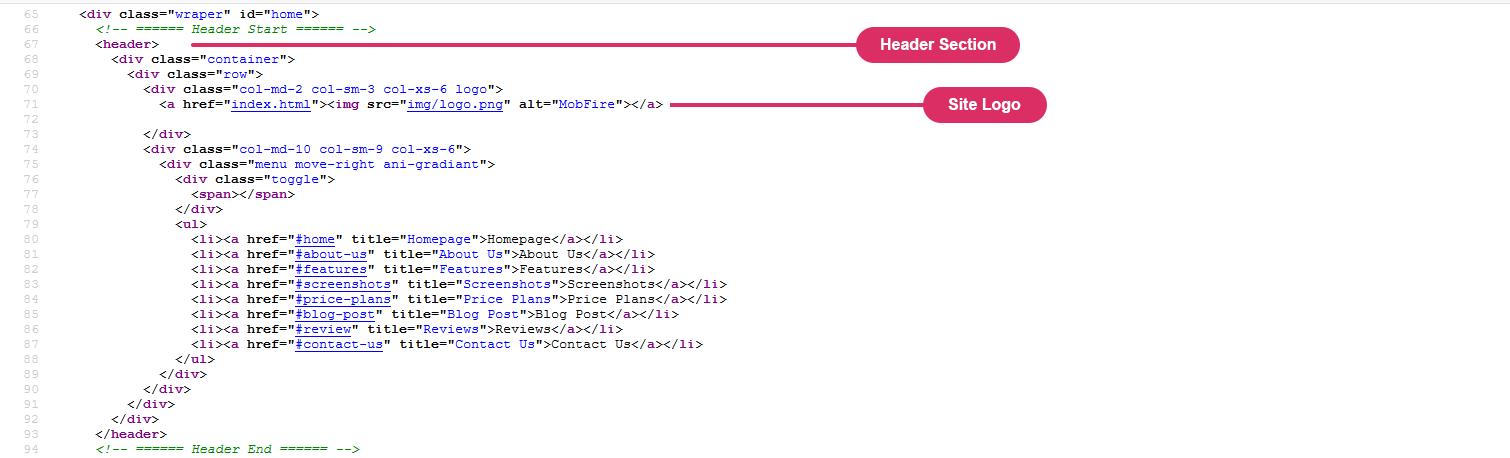 65 <div class="wraper" id="home">
66 <!-- ====== Header Start ====== -->
67 <header> Header Section
68 <div class="container">
69 <div class="row">
70 <div class="col-md-2 col-sm-3 col-xs-6 logo">
71 <a href="index.html"><img src="img/logo.png" alt="MobFire"></a> Site Logo
72
73 </div>
74 <div class="col-md-10 col-sm-9 col-xs-6">
75 <div class="menu move-right ani-gradiant">
76 <div class="toggle">
77 <span></span>
78 </div>
79 <ul>
80 <li><a href="#home" title="Homepage">Homepage</a></li>
81 <li><a href="#about-us" title="About Us">About Us</a></li>
82 <li><a href="#features" title="Features">Features</a></li>
83 <li><a href="#screenshots" title="Screenshots">Screenshots</a></li>
84 <li><a href="#price-plans" title="Price Plans">Price Plans</a></li>
85 <li><a href="#blog-post" title="Blog Post">Blog Post</a></li>
86 <li><a href="#review" title="Reviews">Reviews</a></li>
87 <li><a href="#contact-us" title="Contact Us">Contact Us</a></li>
88 </ul>
89 </div>
90 </div>
91 </div>
92 </div>
93 </header>
94 <!-- ====== Header End ====== -->